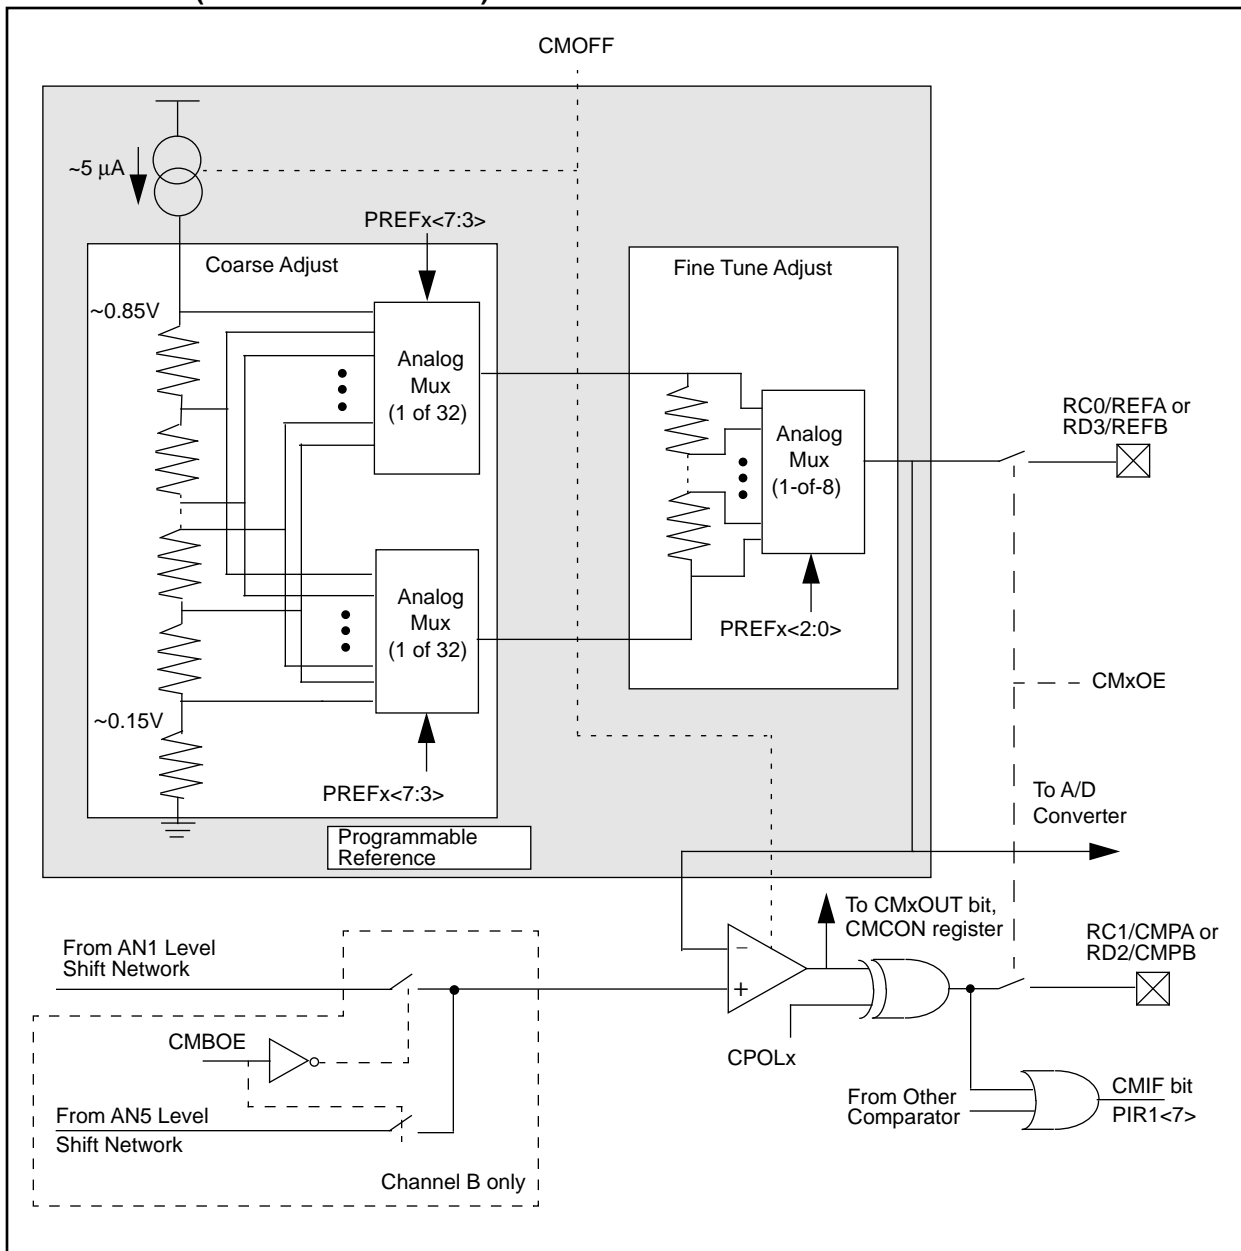 CMOFF
~5 μA
PREFx<7:3>
Coarse Adjust
Fine Tune Adjust
~0.85V
Analog
Mux
(1 of 32)
Analog
Mux
(1-of-8)
RC0/REFA or
RD3/REFB
Analog
Mux
(1 of 32)
PREFx<2:0>
CMxOE
~0.15V
PREFx<7:3>
To A/D
Converter
Programmable
Reference
To CMxOUT bit,
CMCON register
RC1/CMPA or
RD2/CMPB
From AN1 Level
Shift Network
−
+
CMBOE
CPOLx
From Other
Comparator
CMIF bit
PIR1<7>
From AN5 Level
Shift Network
Channel B only